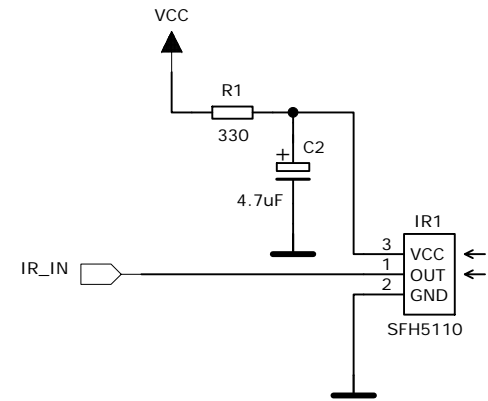 VCC
R1
330
+
C2
4.7uF
IR1
3
VCC
IR_IN
1
OUT
2
GND
SFH5110